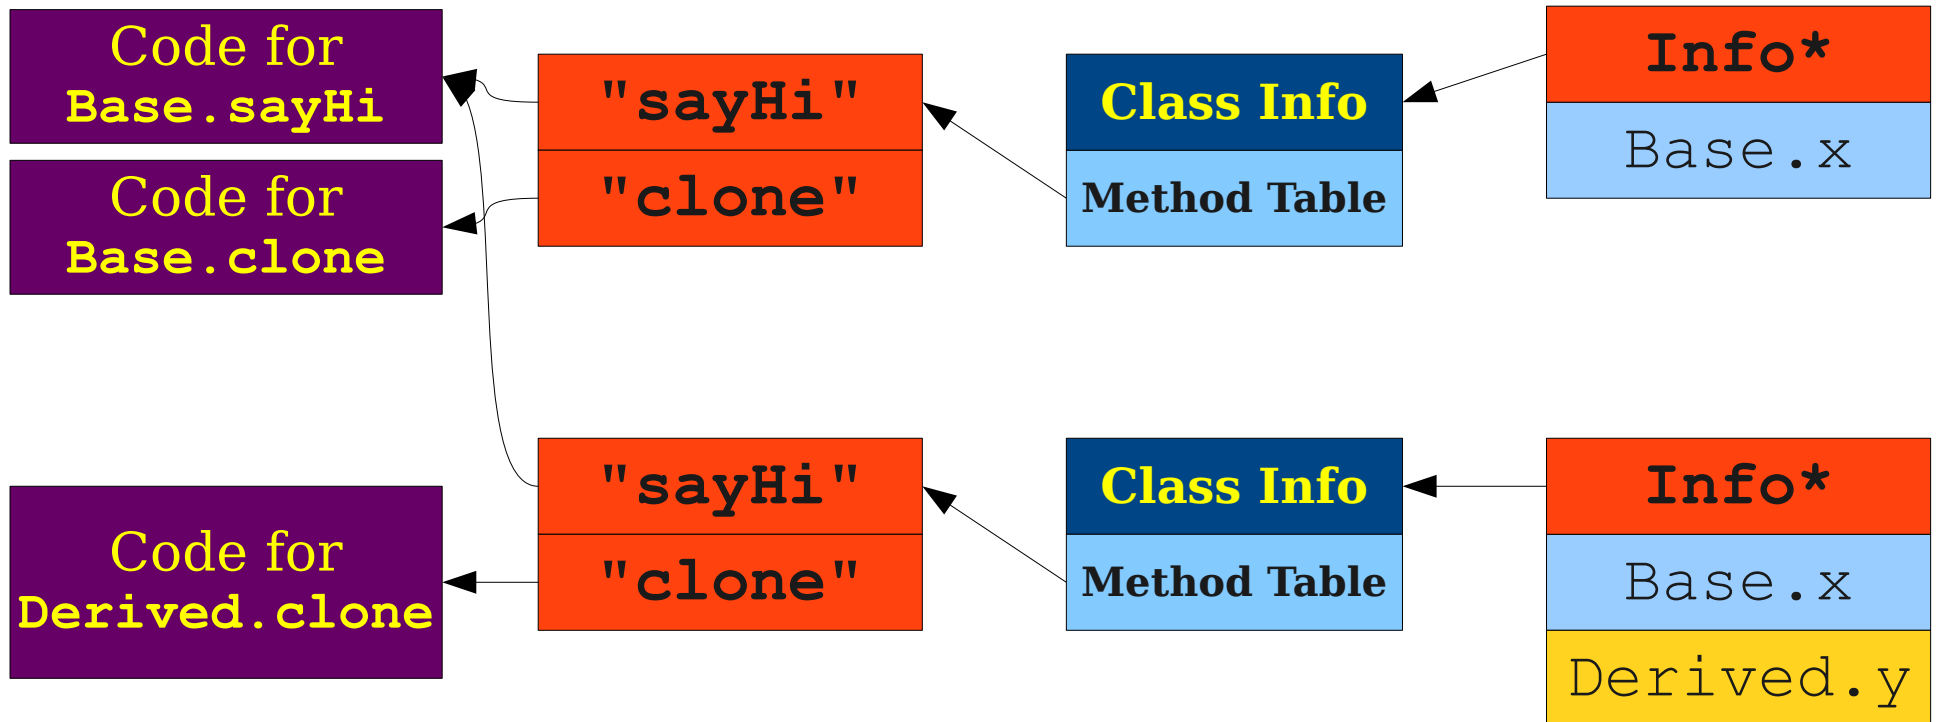 Code for
Base.sayHi
Code for
Base.clone
"sayHi"
"clone"
Class Info
Method Table
Info*
Base.x
Code for
Derived.clone
"sayHi"
"clone"
Class Info
Method Table
Info*
Base.x
Derived.y